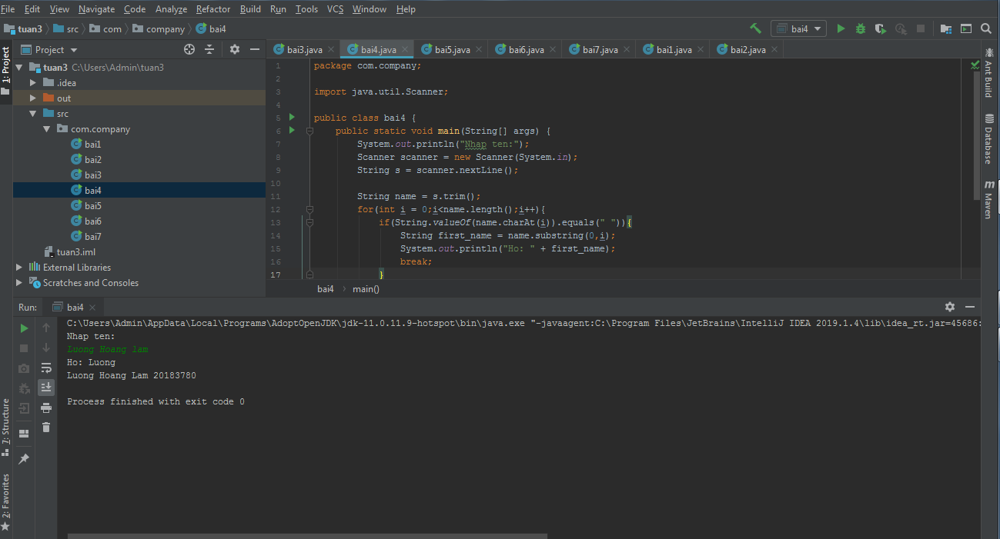 File Edit View Navigate Code Analyze Refactor Build Run Tools VCS Window Help
tuan3 src com company bai4 bai4
1: Project
Project
bai3.java bai4.java bai5.java bai6.java bai7.java bai1.java bai2.java
tuan3 C:\Users\Admin\tuan3
.idea
out
src
com.company
bai1
bai2
bai3
bai4
bai5
bai6
bai7
tuan3.iml
External Libraries
Scratches and Consoles
1 package com.company;
2
3 import java.util.Scanner;
4
5 public class bai4 {
6 public static void main(String[] args) {
7 System.out.println("Nhap ten:");
8 Scanner scanner = new Scanner(System.in);
9 String s = scanner.nextLine();
10
11 String name = s.trim();
12 for(int i = 0;i<name.length();i++){
13 if(String.valueOf(name.charAt(i)).equals(" ")){
14 String first_name = name.substring(0,i);
15 System.out.println("Ho: " + first_name);
16 break;
17 }
bai4 main()
Ant Build
Database
m Maven
Run: bai4
C:\Users\Admin\AppData\Local\Programs\AdoptOpenJDK\jdk-11.0.11.9-hotspot\bin\java.exe "-javaagent:C:\Program Files\JetBrains\IntelliJ IDEA 2019.1.4\lib\idea_rt.jar=45686:
Nhap ten:
Luong Hoang lam
Ho: Luong
Luong Hoang Lam 20183780
Process finished with exit code 0
7: Structure
2: Favorites